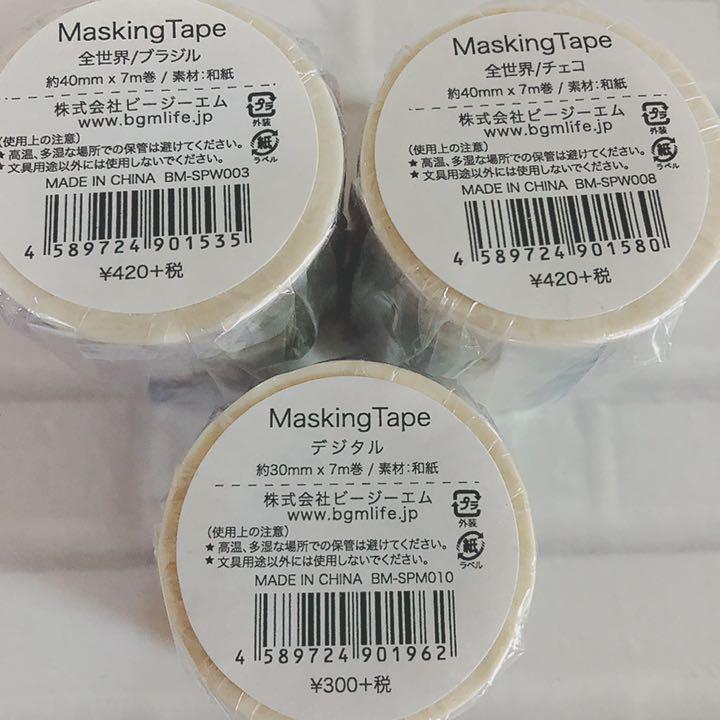 MaskingTape
全世界/ブラジル
約40mm x 7m巻 / 素材:和紙
株式会社ビージーエム
www.bgmlife.jp
プラ
外装
紙
ラベル
(使用上の注意)
★高温、多湿な場所での保管は避けてください。
★文具用途以外には使用しないでください。
MADE IN CHINA BM-SPW003
4 589724 901535
¥420+税
MaskingTape
全世界/チェコ
約40mm x 7m巻 / 素材:和紙
株式会社ビージーエム
www.bgmlife.jp
プラ
外装
紙
ラベル
(使用上の注意)
★高温、多湿な場所での保管は避けてください。
★文具用途以外には使用しないでください。
MADE IN CHINA BM-SPW008
4 589724 901580
¥420+税
MaskingTape
デジタル
約30mm x 7m巻 / 素材:和紙
株式会社ビージーエム
www.bgmlife.jp
プラ
外装
紙
ラベル
(使用上の注意)
★高温、多湿な場所での保管は避けてください。
★文具用途以外には使用しないでください。
MADE IN CHINA BM-SPM010
4 589724 901962
¥300+税